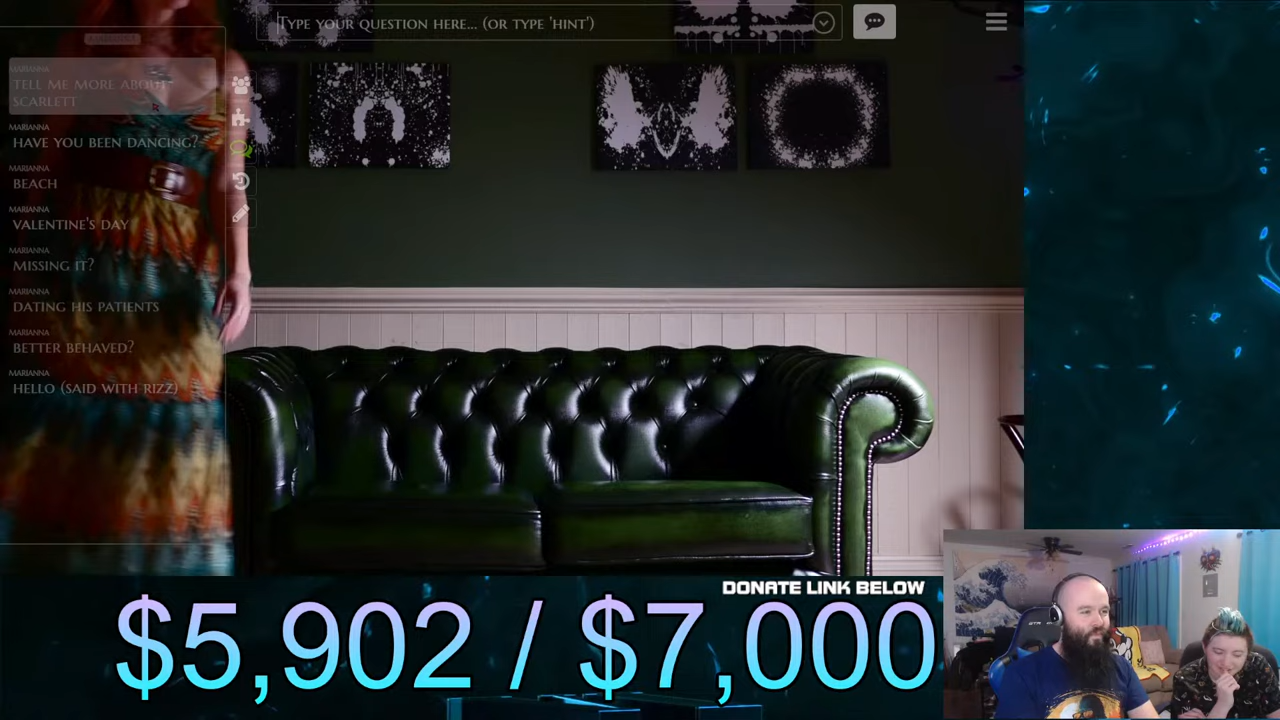 Type your question here... (or type 'hint')
MARIANNA
TELL ME MORE ABOUT
SCARLETT
MARIANNA
HAVE YOU BEEN DANCING?
MARIANNA
BEACH
MARIANNA
VALENTINE'S DAY
MARIANNA
MISSING IT?
MARIANNA
DATING HIS PATIENTS
MARIANNA
BETTER BEHAVED?
MARIANNA
HELLO (SAID WITH RIZZ)
DONATE LINK BELOW
$5,902 / $7,000